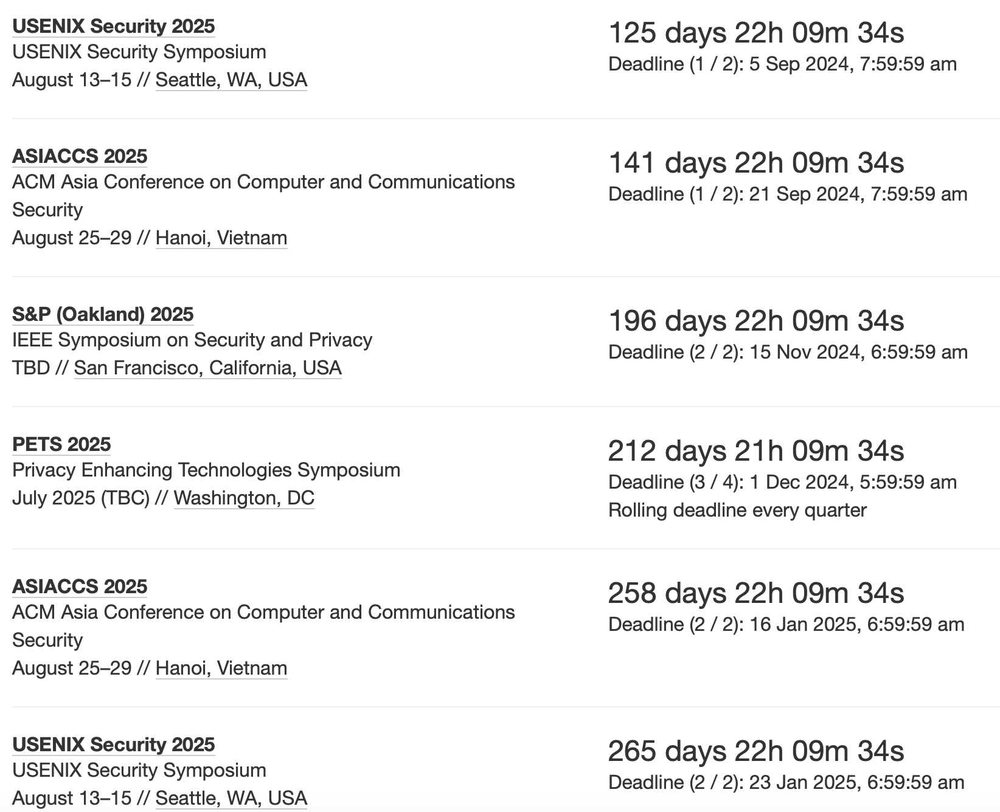 USENIX Security 2025
USENIX Security Symposium
August 13–15 // Seattle, WA, USA
125 days 22h 09m 34s
Deadline (1 / 2): 5 Sep 2024, 7:59:59 am
ASIACCS 2025
ACM Asia Conference on Computer and Communications
Security
August 25–29 // Hanoi, Vietnam
141 days 22h 09m 34s
Deadline (1 / 2): 21 Sep 2024, 7:59:59 am
S&P (Oakland) 2025
IEEE Symposium on Security and Privacy
TBD // San Francisco, California, USA
196 days 22h 09m 34s
Deadline (2 / 2): 15 Nov 2024, 6:59:59 am
PETS 2025
Privacy Enhancing Technologies Symposium
July 2025 (TBC) // Washington, DC
212 days 21h 09m 34s
Deadline (3 / 4): 1 Dec 2024, 5:59:59 am
Rolling deadline every quarter
ASIACCS 2025
ACM Asia Conference on Computer and Communications
Security
August 25–29 // Hanoi, Vietnam
258 days 22h 09m 34s
Deadline (2 / 2): 16 Jan 2025, 6:59:59 am
USENIX Security 2025
USENIX Security Symposium
August 13–15 // Seattle, WA, USA
265 days 22h 09m 34s
Deadline (2 / 2): 23 Jan 2025, 6:59:59 am